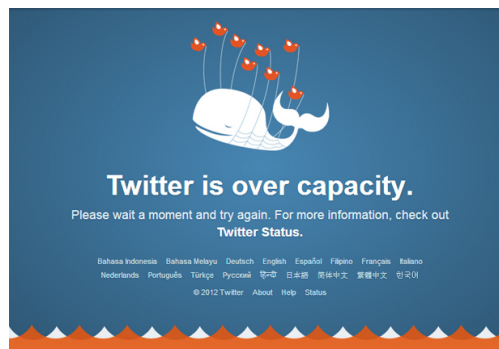 Twitter is over capacity.
Please wait a moment and try again. For more information, check out
Twitter Status.
Bahasa Indonesia Bahasa Melayu Deutsch English Español Filipino Français Italiano
Nederlands Português Türkçe Русский हिन्दी 日本語 简体中文 繁體中文 한국어
© 2012 Twitter About Help Status